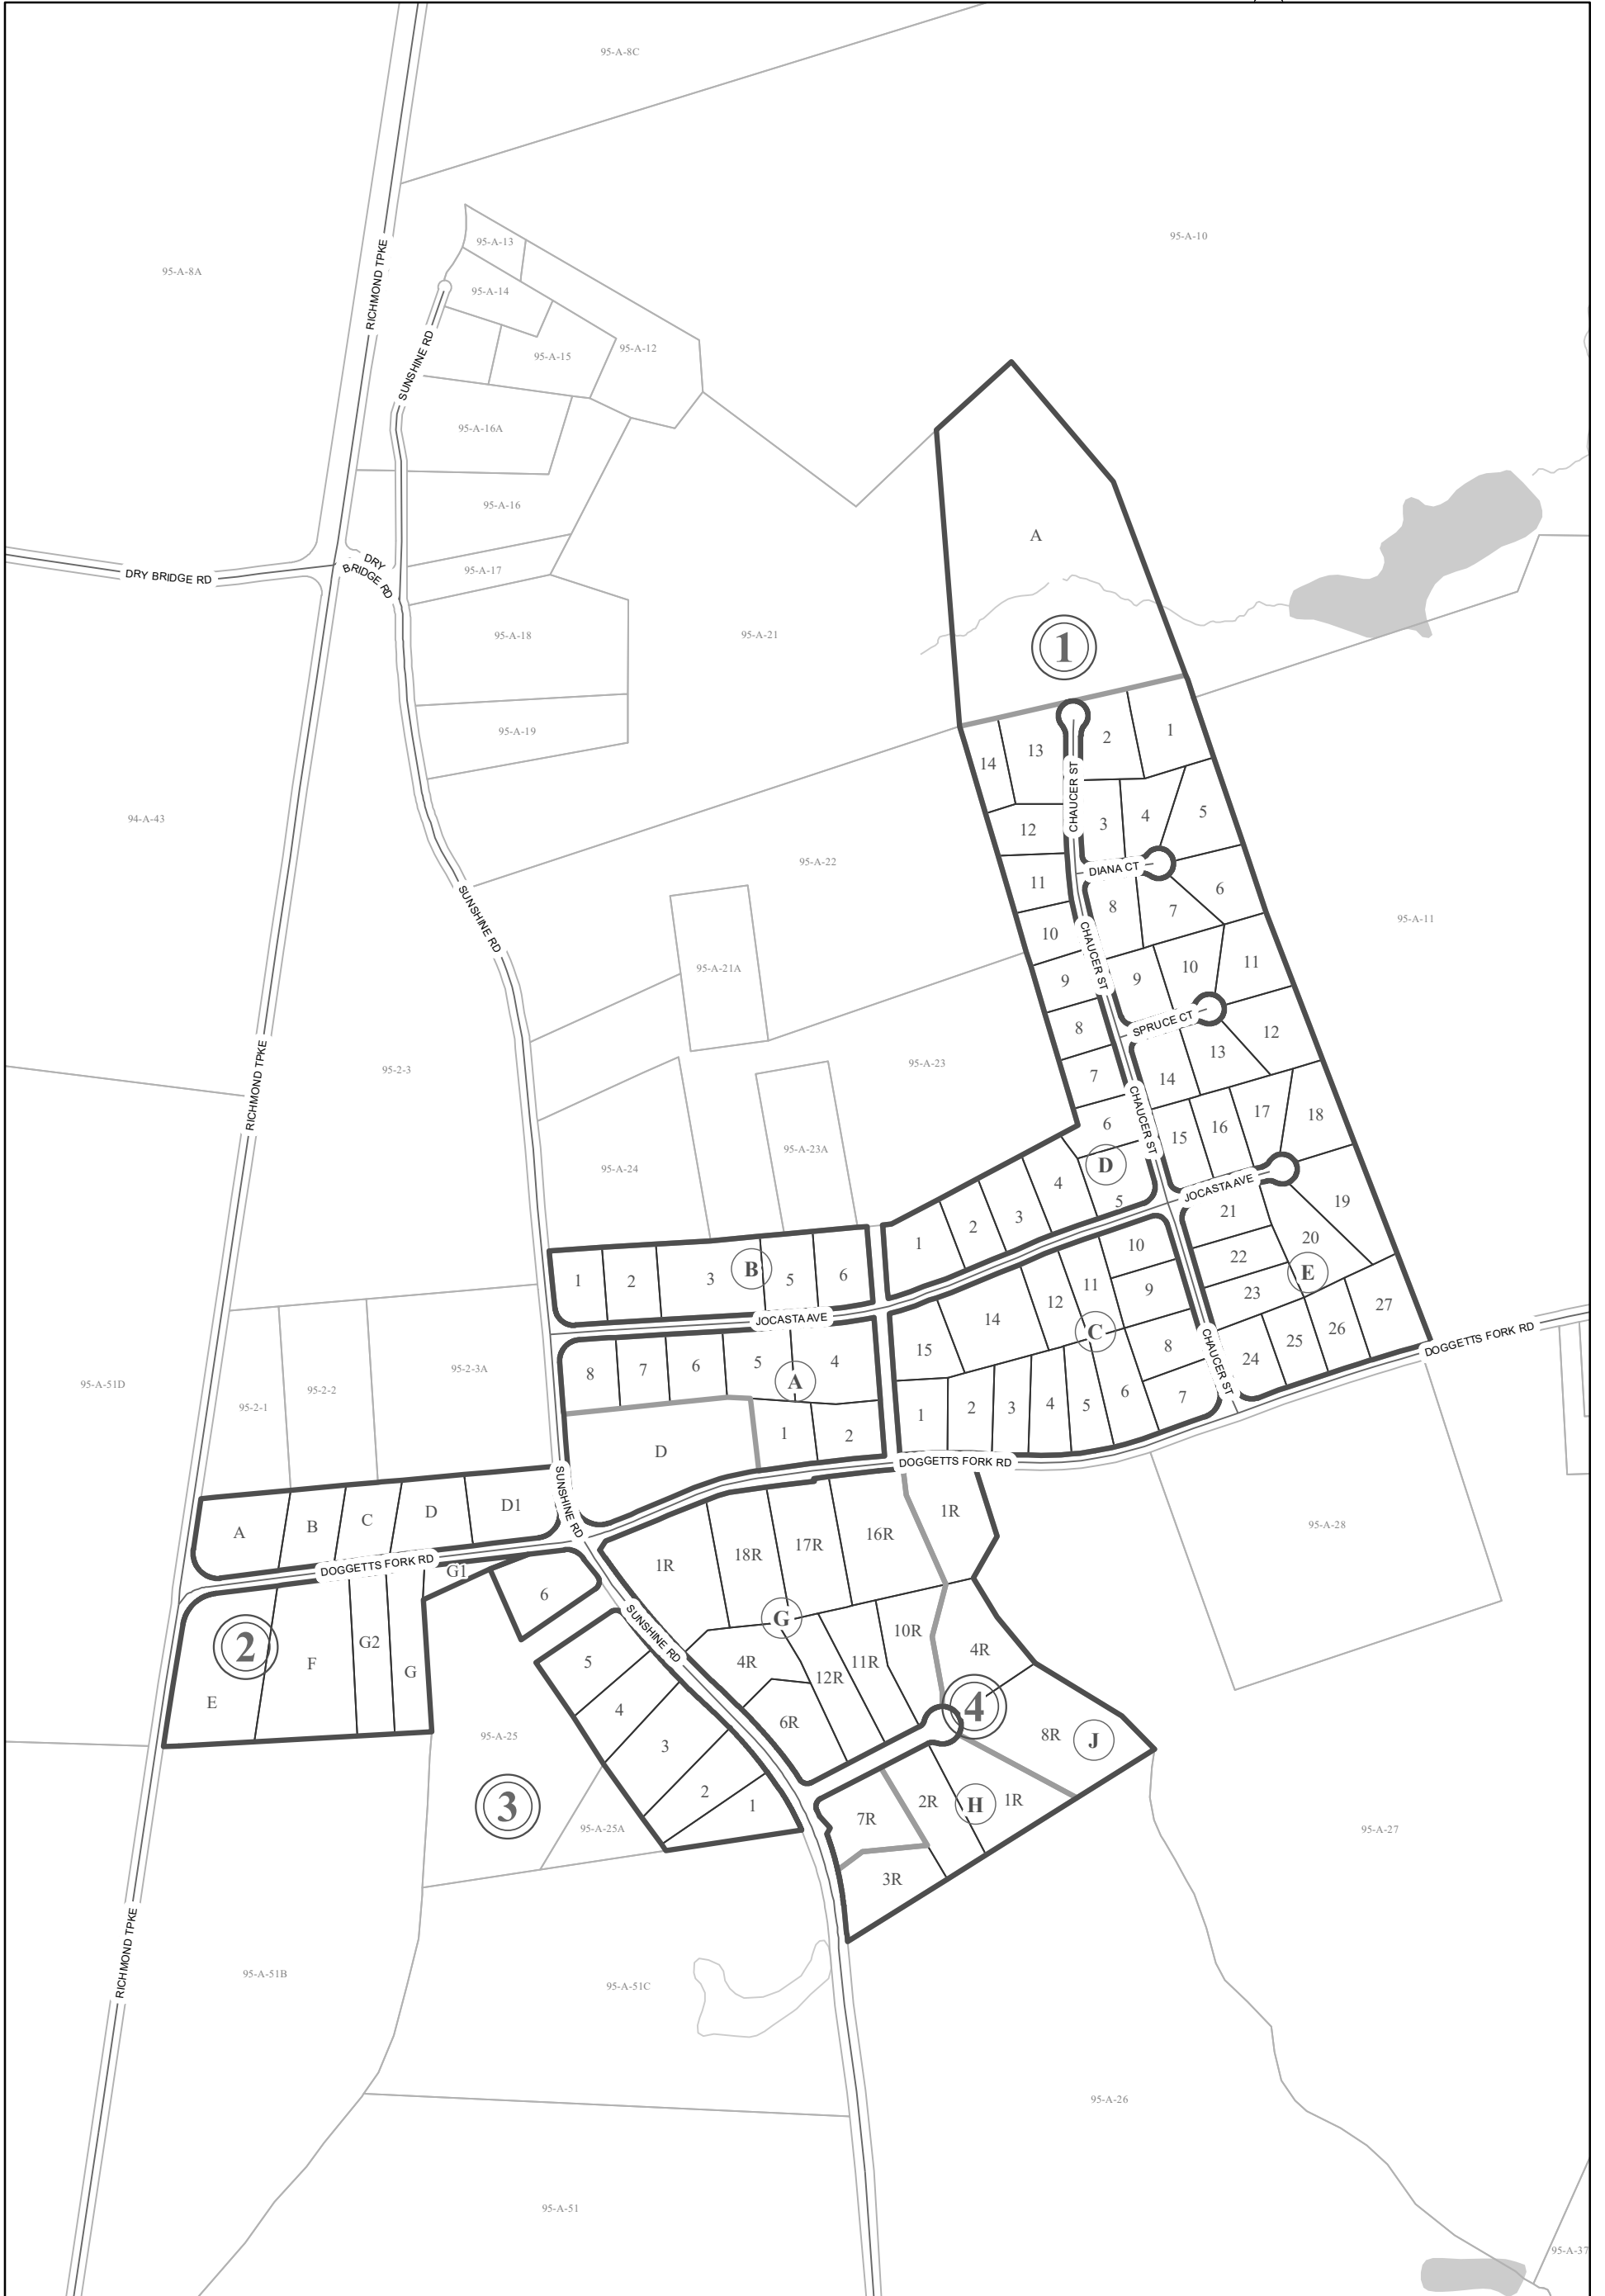 95-A-8C
95-A-10
95-A-13
95-A-8A
RICHMOND TPKE
95-A-14
SUNSHINE RD
95-A-15
95-A-12
95-A-16A
95-A-16
A
DRY BRIDGE RD
DRY
BRIDGE RD
95-A-17
95-A-18
95-A-21
1
95-A-19
14
13
2
1
94-A-43
CHAUCER ST
12
3
4
5
95-A-22
DIANA CT
11
6
SUNSHINE RD
8
7
95-A-11
10
CHAUCER ST
95-A-21A
9
9
10
11
8
SPRUCE CT
12
95-2-3
95-A-23
13
RICHMOND TPKE
7
14
CHAUCER ST
6
15
16
17
18
95-A-24
95-A-23A
D
4
5
JOCASTA AVE
19
1
2
3
21
20
10
22
E
B
1
2
3
5
6
11
9
23
12
27
JOCASTA AVE
14
C
26
DOGGETTS FORK RD
15
8
25
24
CHAUCER ST
95-A-51D
95-2-1
95-2-2
95-2-3A
8
7
6
5
4
A
1
2
3
4
5
6
7
D
1
2
DOGGETTS FORK RD
SUNSHINE RD
A
B
C
D
D1
1R
95-A-28
DOGGETTS FORK RD
G1
6
1R
18R
17R
16R
2
E
F
G2
G
SUNSHINE RD
G
10R
5
4R
12R
11R
4R
4
4
6R
3
8R
J
95-A-25
3
2
1
7R
2R
H
1R
95-A-25A
95-A-27
3R
RICHMOND TPKE
95-A-51B
95-A-51C
95-A-26
95-A-51
95-A-37